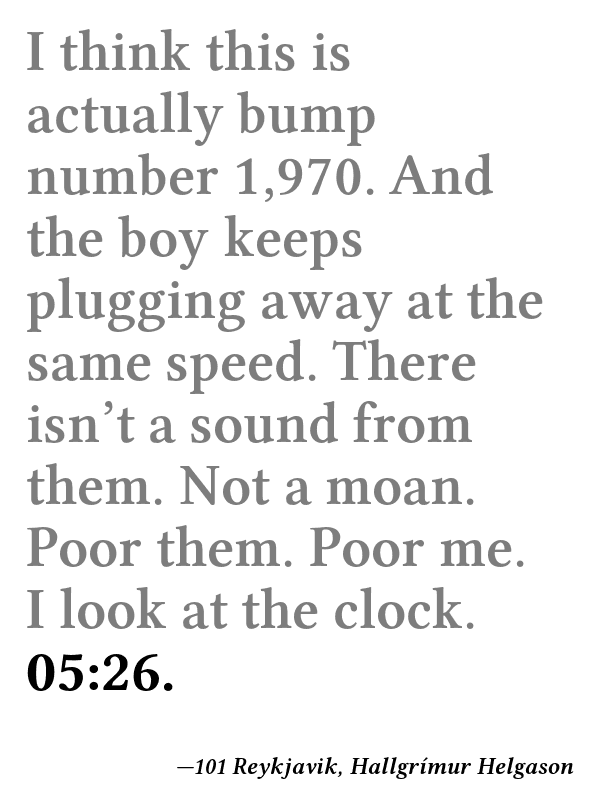 I think this is
actually bump
number 1,970. And
the boy keeps
plugging away at the
same speed. There
isn’t a sound from
them. Not a moan.
Poor them. Poor me.
I look at the clock.
05:26.
—101 Reykjavik, Hallgrímur Helgason